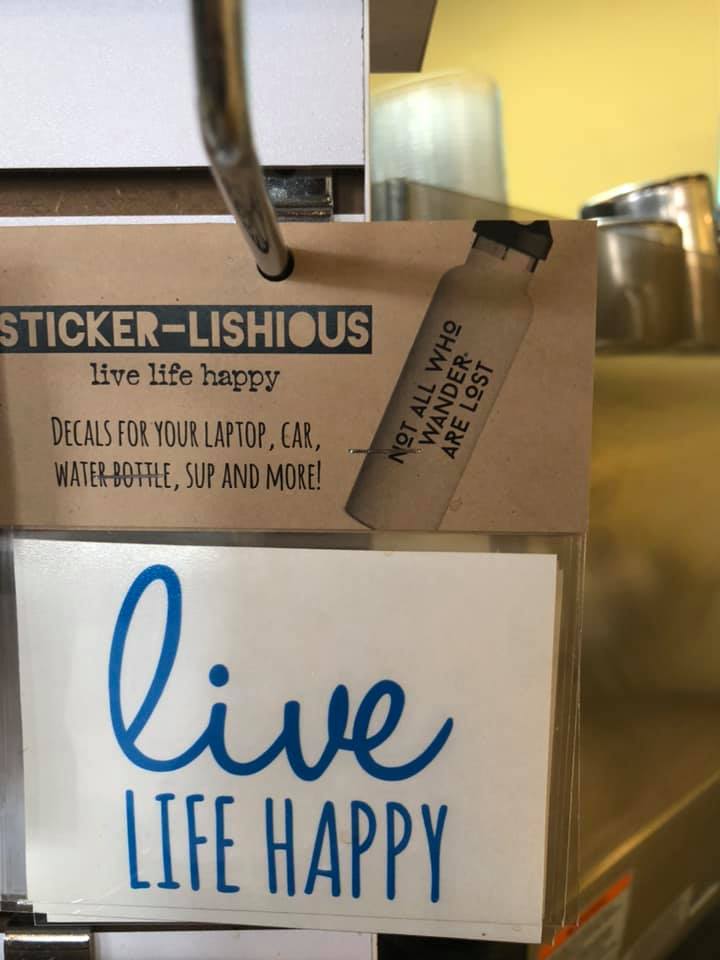 STICKER-LISHIOUS
live life happy
DECALS FOR YOUR LAPTOP, CAR,
WATER BOTTLE, SUP AND MORE!
NOT ALL WHO
WANDER
ARE LOST
live
LIFE HAPPY